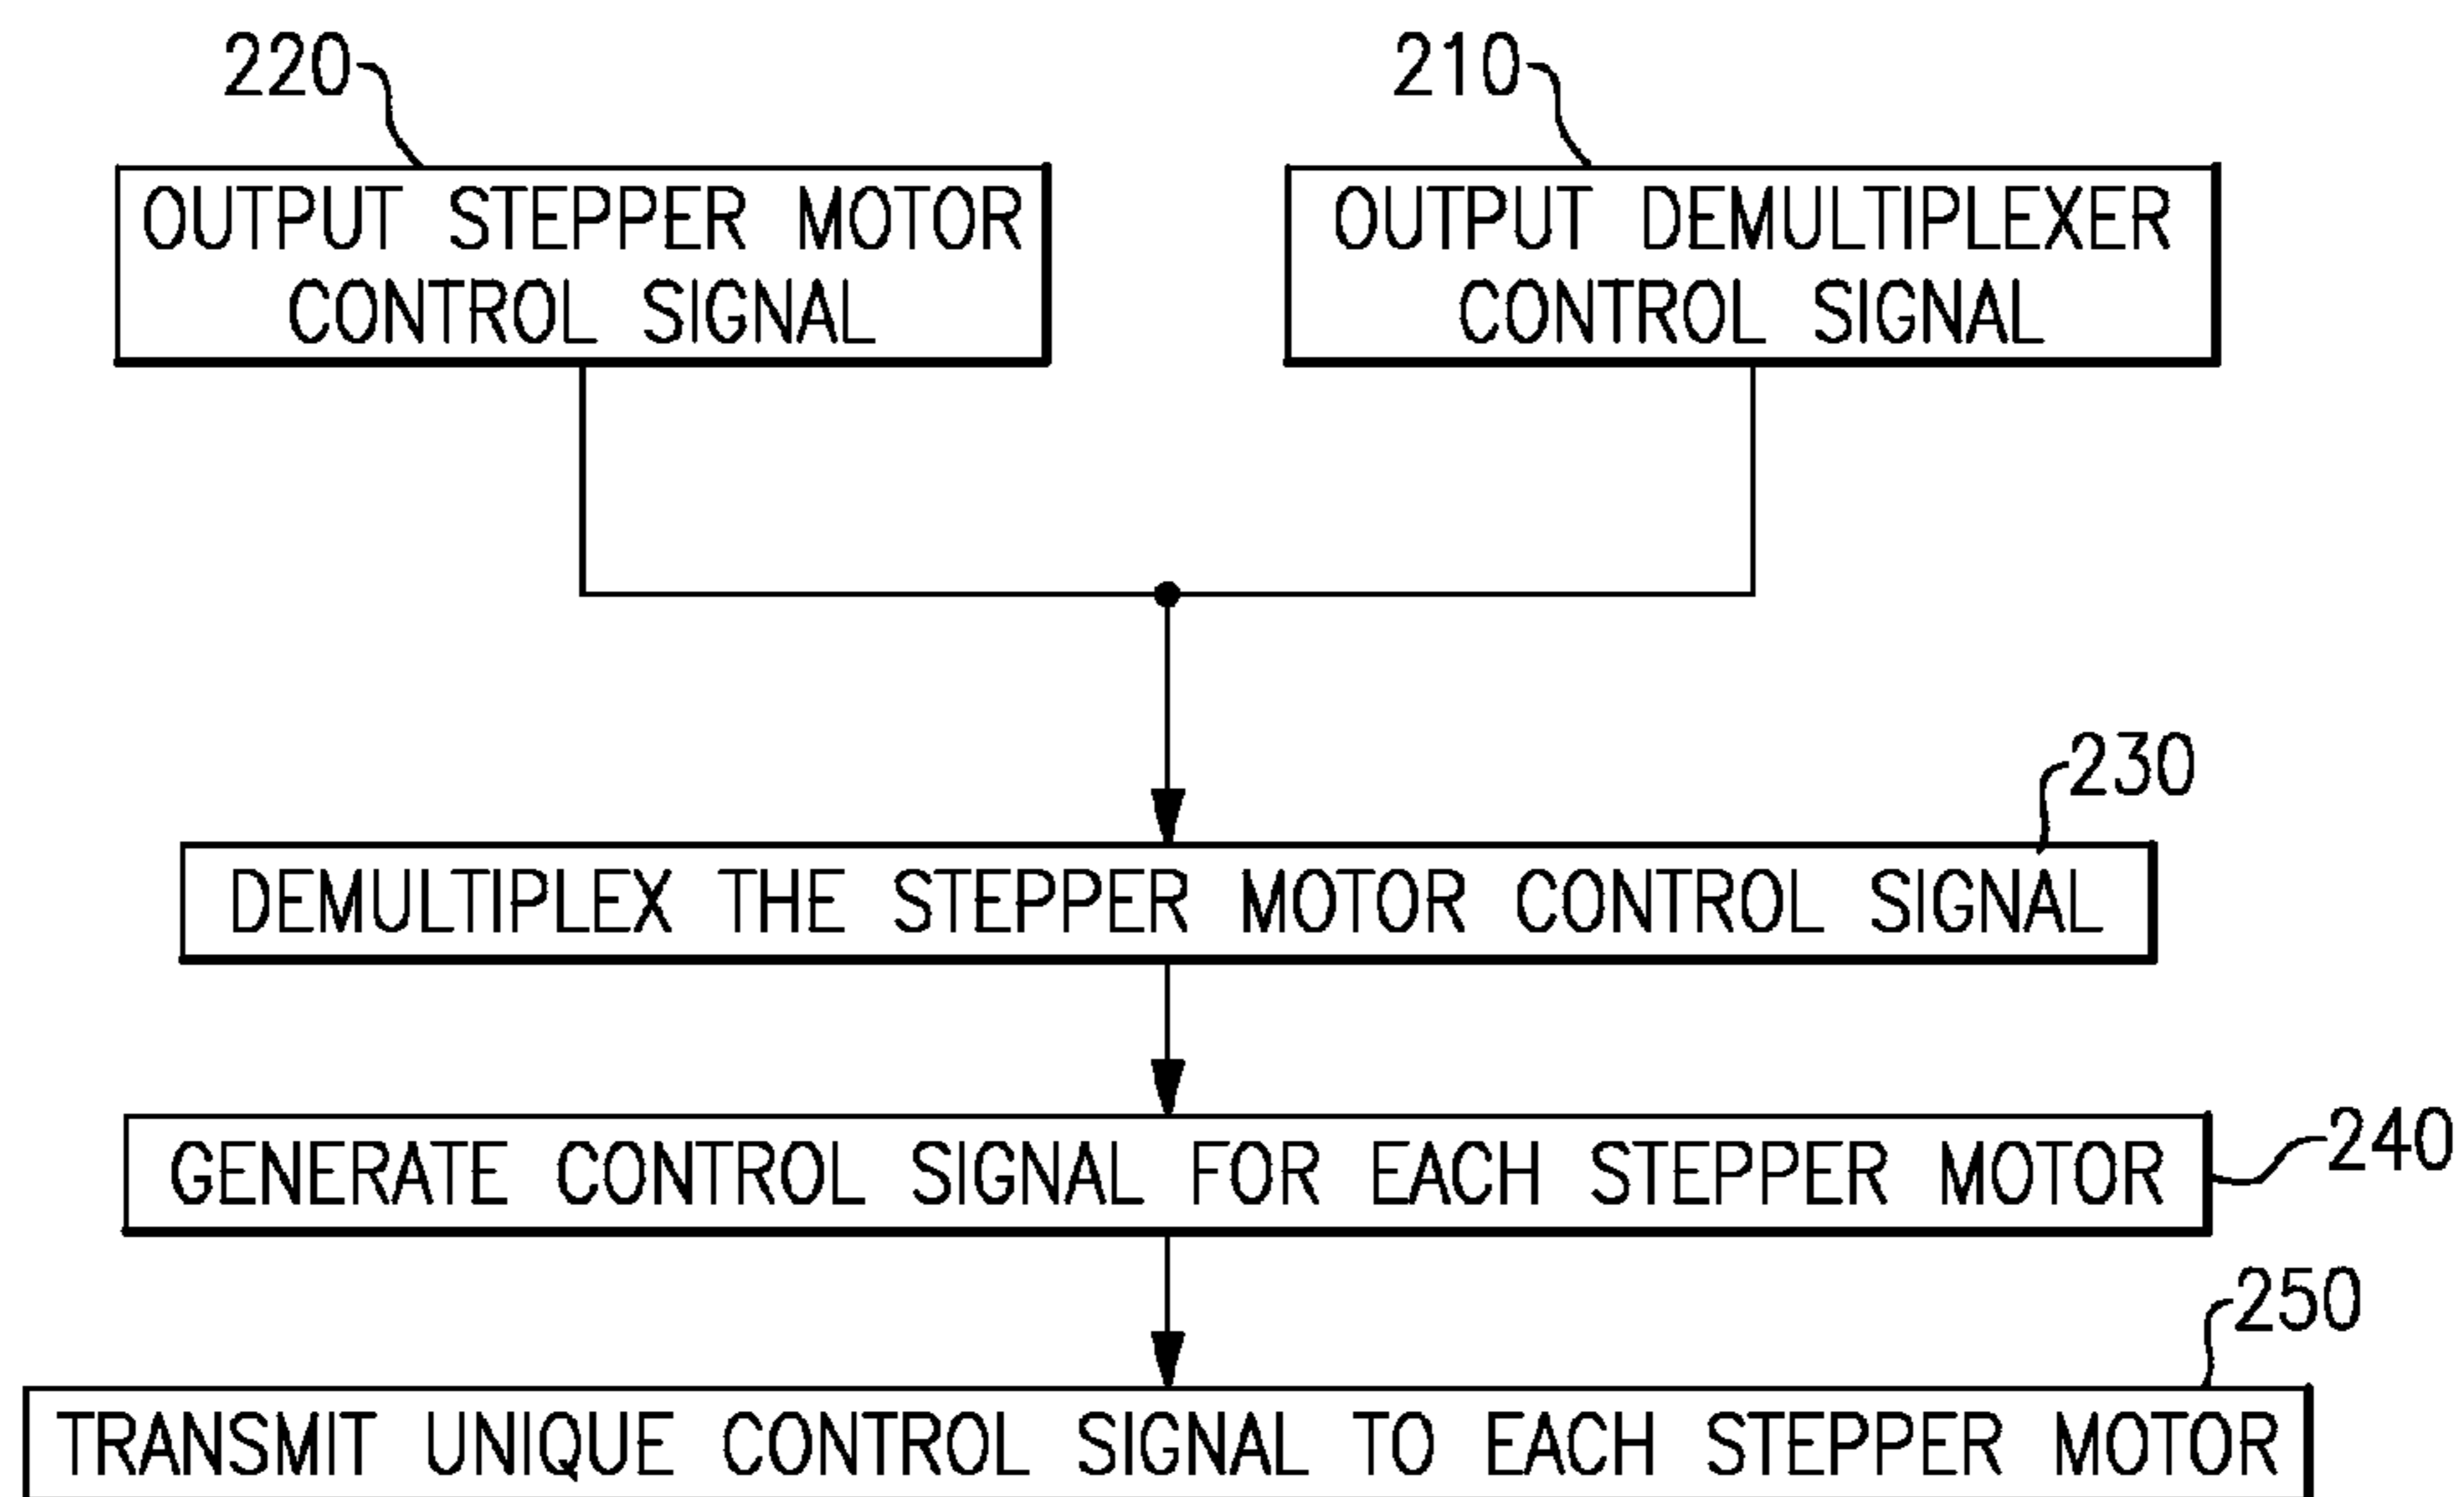 220
210
OUTPUT STEPPER MOTOR
CONTROL SIGNAL
OUTPUT DEMULTIPLEXER
CONTROL SIGNAL
230
DEMULTIPLEX THE STEPPER MOTOR CONTROL SIGNAL
240
GENERATE CONTROL SIGNAL FOR EACH STEPPER MOTOR
250
TRANSMIT UNIQUE CONTROL SIGNAL TO EACH STEPPER MOTOR